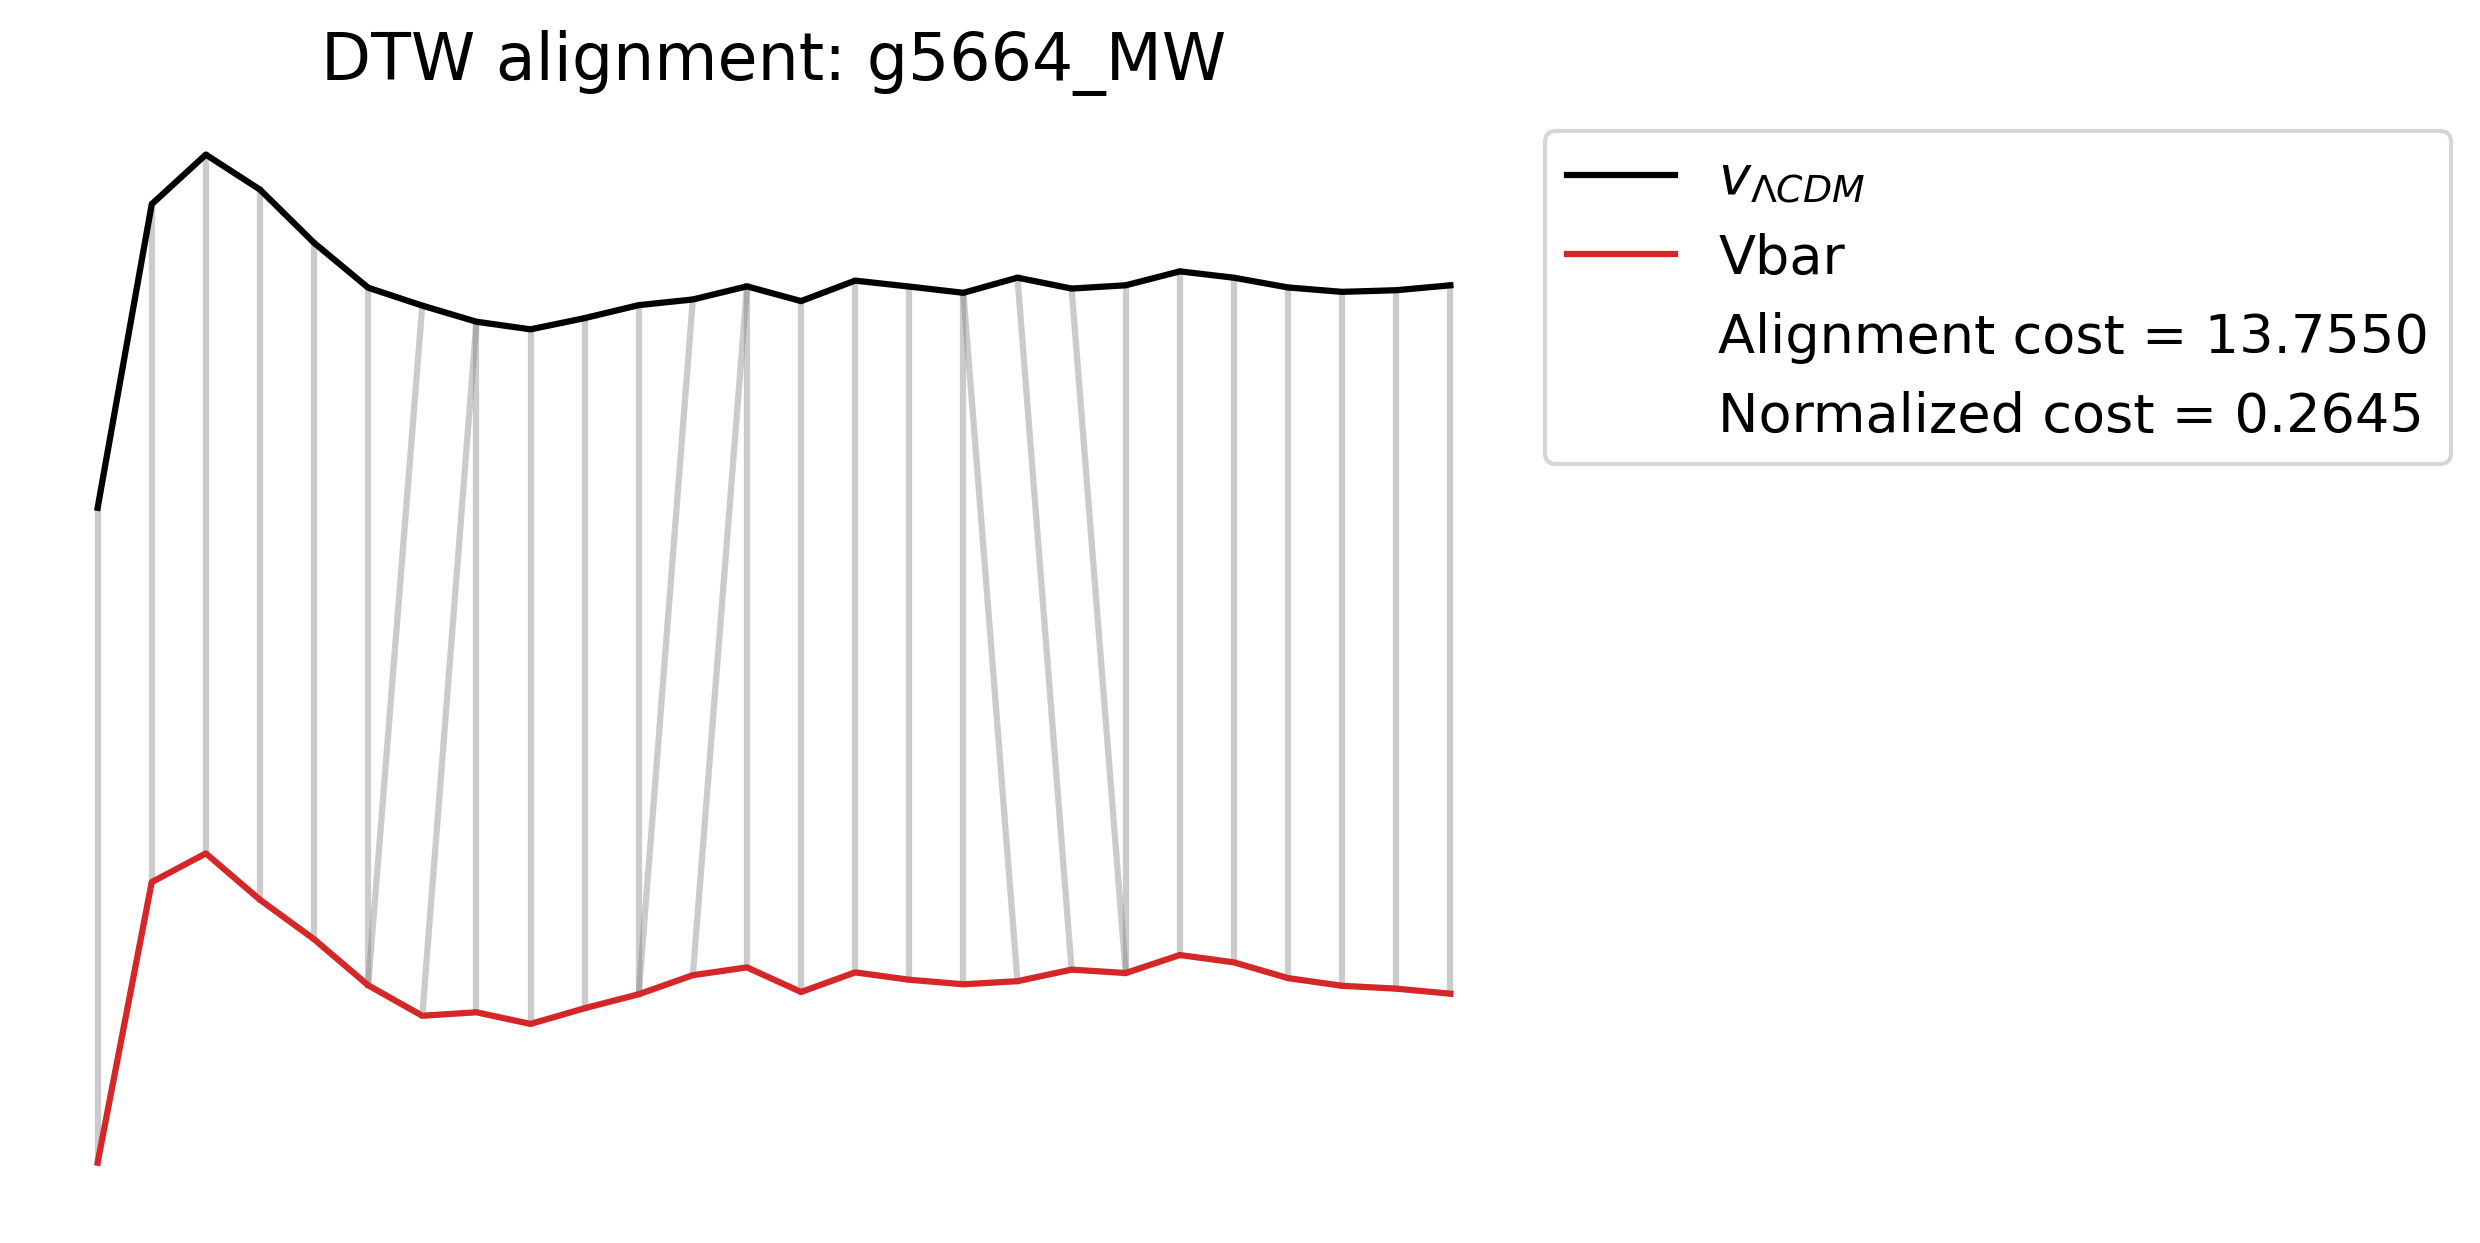 DTW alignment: g5664_MW
v_ΛCDM
Vbar
Alignment cost = 13.7550
Normalized cost = 0.2645